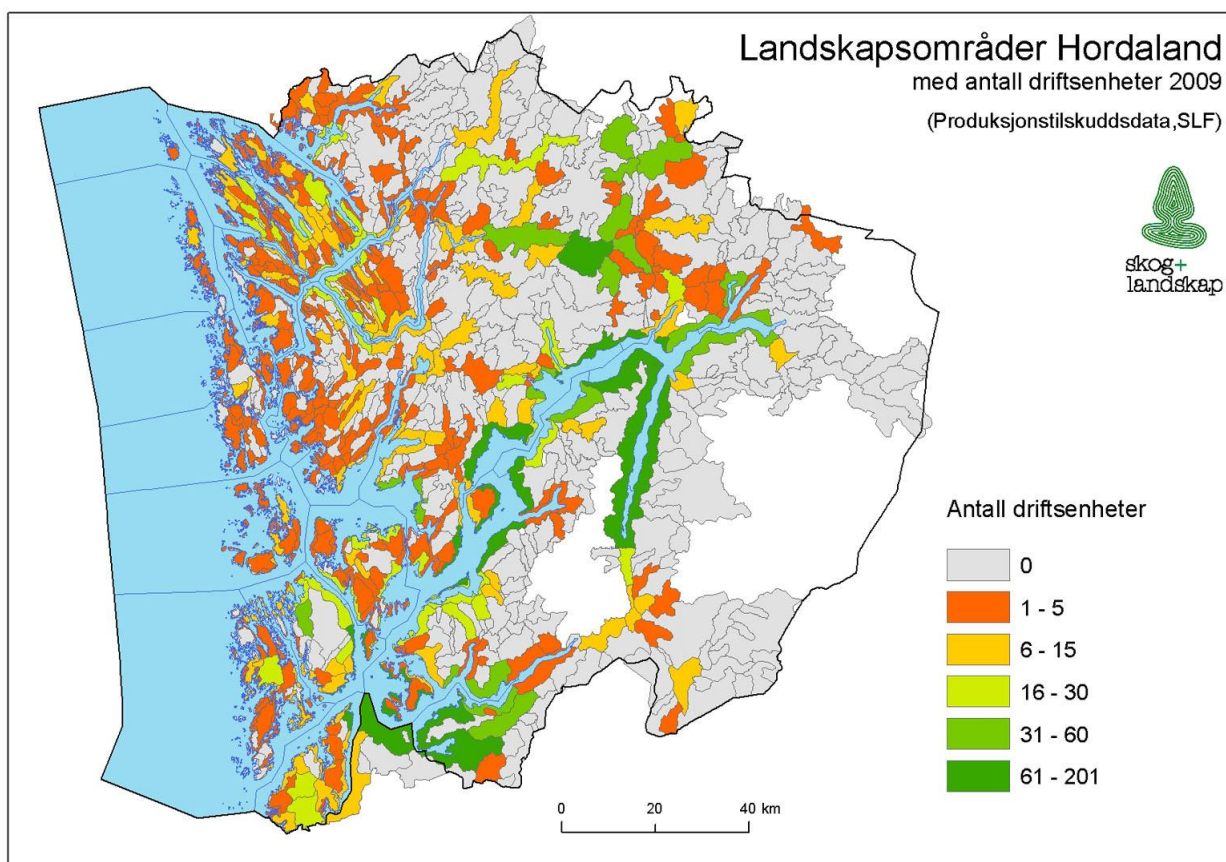 Landskapsområder Hordaland
med antall driftsenheter 2009
(Produksjonstilskuddsdata,SLF)
skog+
landskap
Antall driftsenheter
0
1 - 5
6 - 15
16 - 30
31 - 60
61 - 201
0 20 40 km